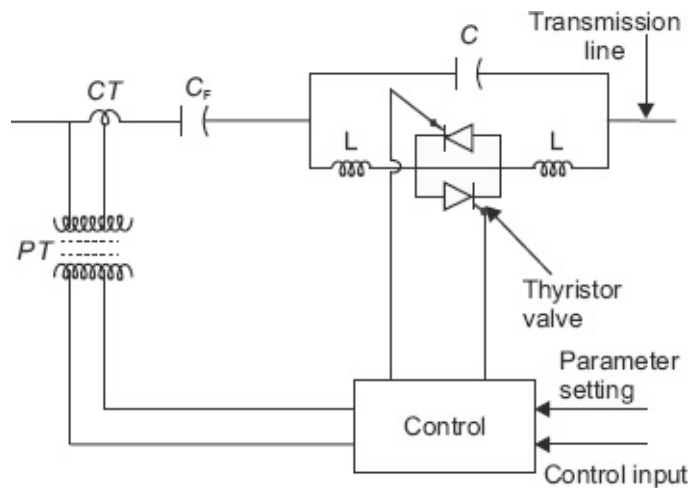 Transmission
line
C
CT
C_F
L
L
PT
Thyristor
valve
Parameter
setting
Control
Control input